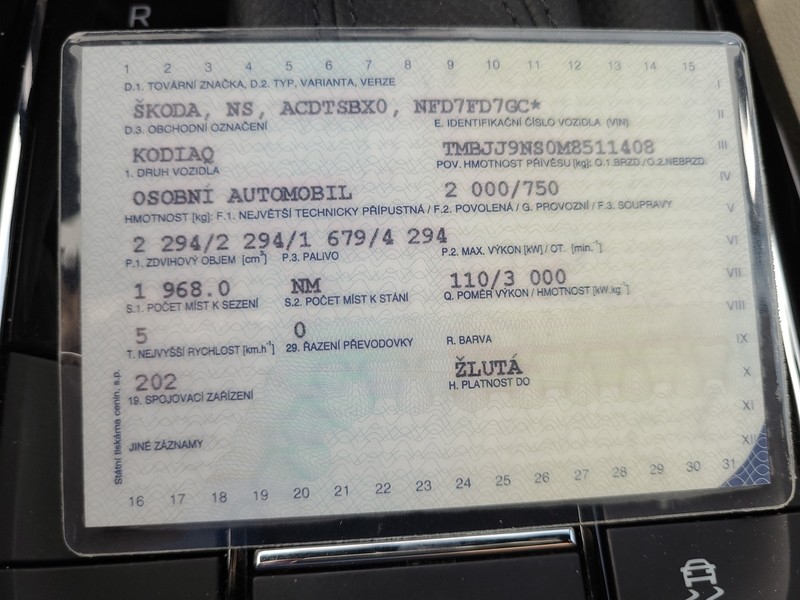 R
1 2 3 4 5 6 7 8 9 10 11 12 13 14 15
I
D.1. TOVÁRNÍ ZNAČKA, D.2. TYP, VARIANTA, VERZE
ŠKODA, NS, ACDTSBX0, NFD7FD7GC*
II
D.3. OBCHODNÍ OZNAČENÍ E. IDENTIFIKAČNÍ ČÍSLO VOZIDLA (VIN)
KODIAQ TMBJJ9NS0M8511408
III
1. DRUH VOZIDLA POV. HMOTNOST PŘÍVĚSU [kg]: O.1.BRZD./O.2.NEBRZD.
IV
OSOBNÍ AUTOMOBIL 2 000/750
HMOTNOST [kg]: F.1. NEJVĚTŠÍ TECHNICKY PŘÍPUSTNÁ / F.2. POVOLENÁ / G. PROVOZNÍ / F.3. SOUPRAVY
V
2 294/2 294/1 679/4 294
VI
P.1. ZDVIHOVÝ OBJEM [cm³] P.3. PALIVO P.2. MAX. VÝKON [kW] / OT. [min.⁻¹]
1 968.0 NM 110/3 000
VII
S.1. POČET MÍST K SEZENÍ S.2. POČET MÍST K STÁNÍ Q. POMĚR VÝKON / HMOTNOST [kW.kg⁻¹]
VIII
5 0
T. NEJVYŠŠÍ RYCHLOST [km.h⁻¹] 29. ŘAZENÍ PŘEVODOVKY R. BARVA
IX
202 ŽLUTÁ
X
19. SPOJOVACÍ ZAŘÍZENÍ H. PLATNOST DO
XI
JINÉ ZÁZNAMY
XII
Státní tiskárna cenin, s.p.
16 17 18 19 20 21 22 23 24 25 26 27 28 29 30 31